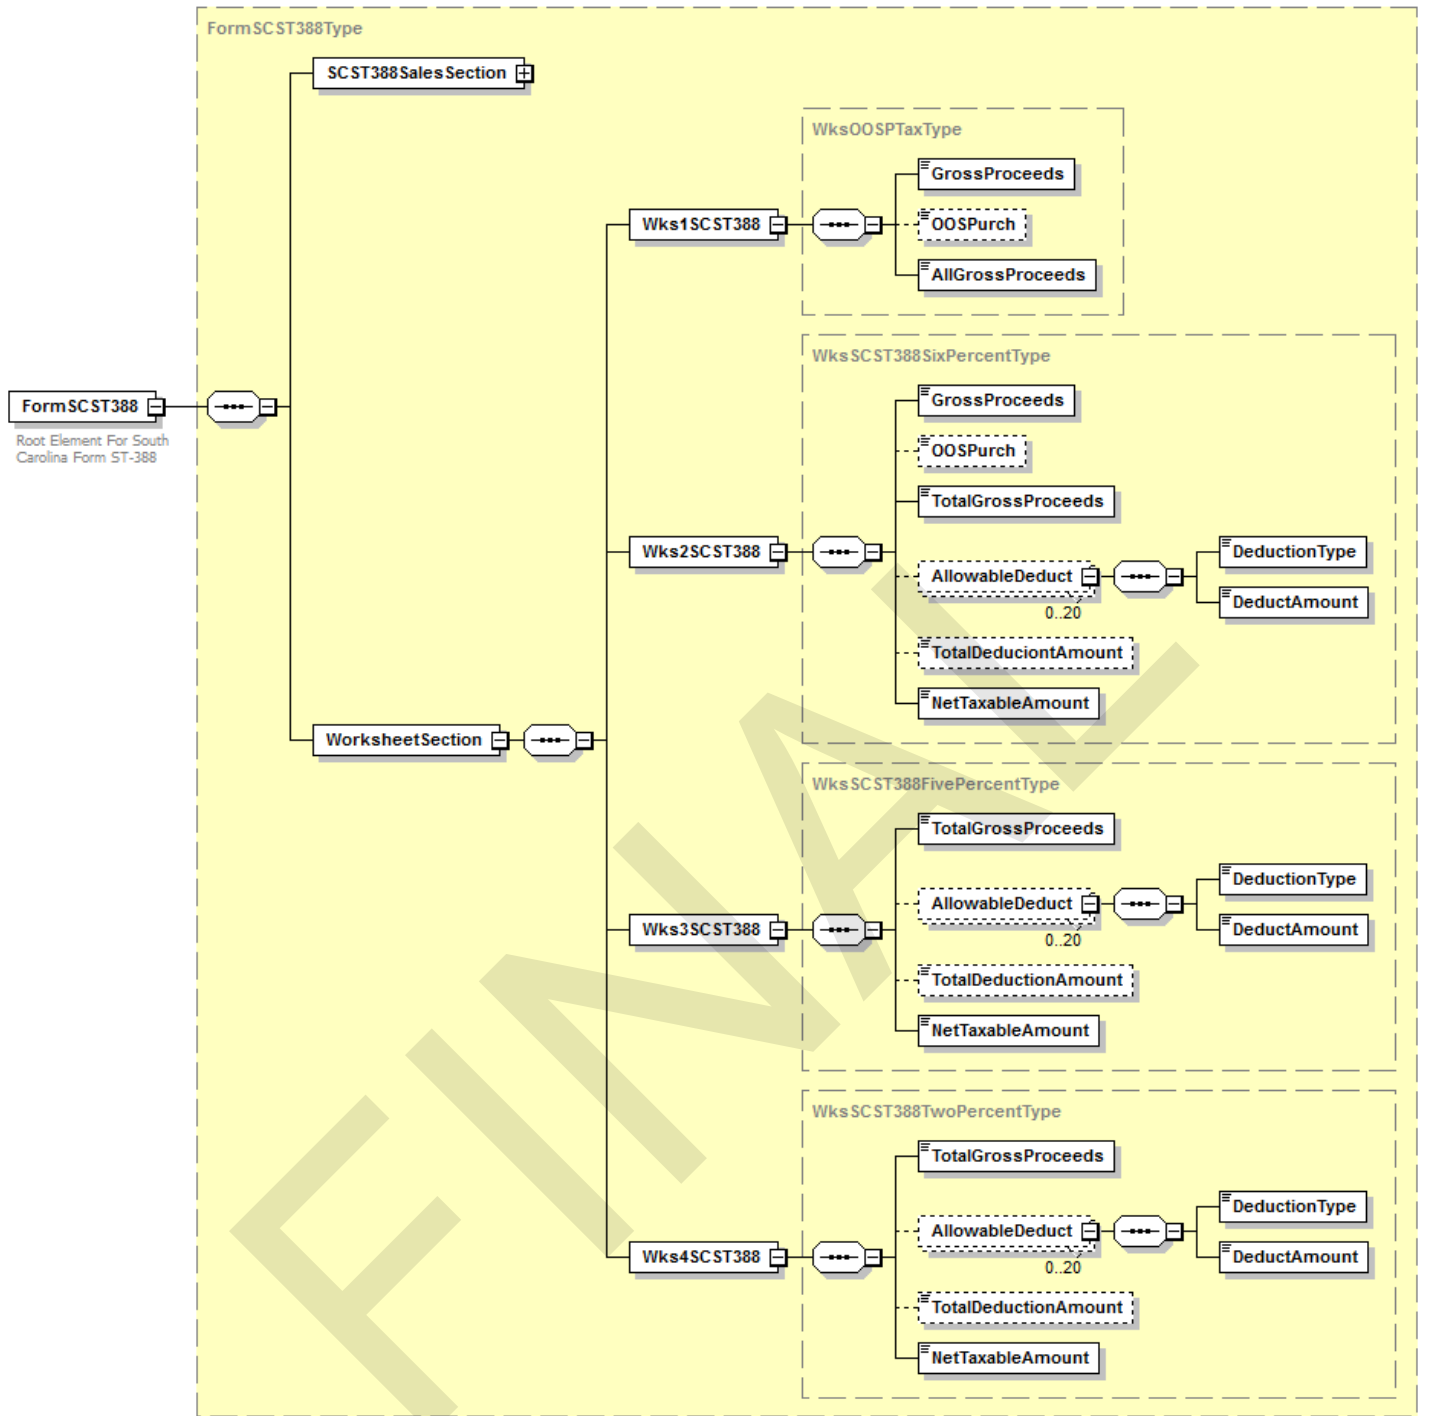 FormSCST388Type
SCST388SalesSection
WksOOSPTaxType
GrossProceeds
Wks1SCST388
OOSPurch
AllGrossProceeds
WksSCST388SixPercentType
GrossProceeds
FormSCST388
Root Element For South
Carolina Form ST-388
OOSPurch
TotalGrossProceeds
Wks2SCST388
DeductionType
AllowableDeduct
0..20
DeductAmount
TotalDeduciontAmount
NetTaxableAmount
WorksheetSection
WksSCST388FivePercentType
TotalGrossProceeds
DeductionType
AllowableDeduct
0..20
Wks3SCST388
DeductAmount
TotalDeductionAmount
NetTaxableAmount
WksSCST388TwoPercentType
TotalGrossProceeds
DeductionType
AllowableDeduct
0..20
Wks4SCST388
DeductAmount
TotalDeductionAmount
NetTaxableAmount
FINAL